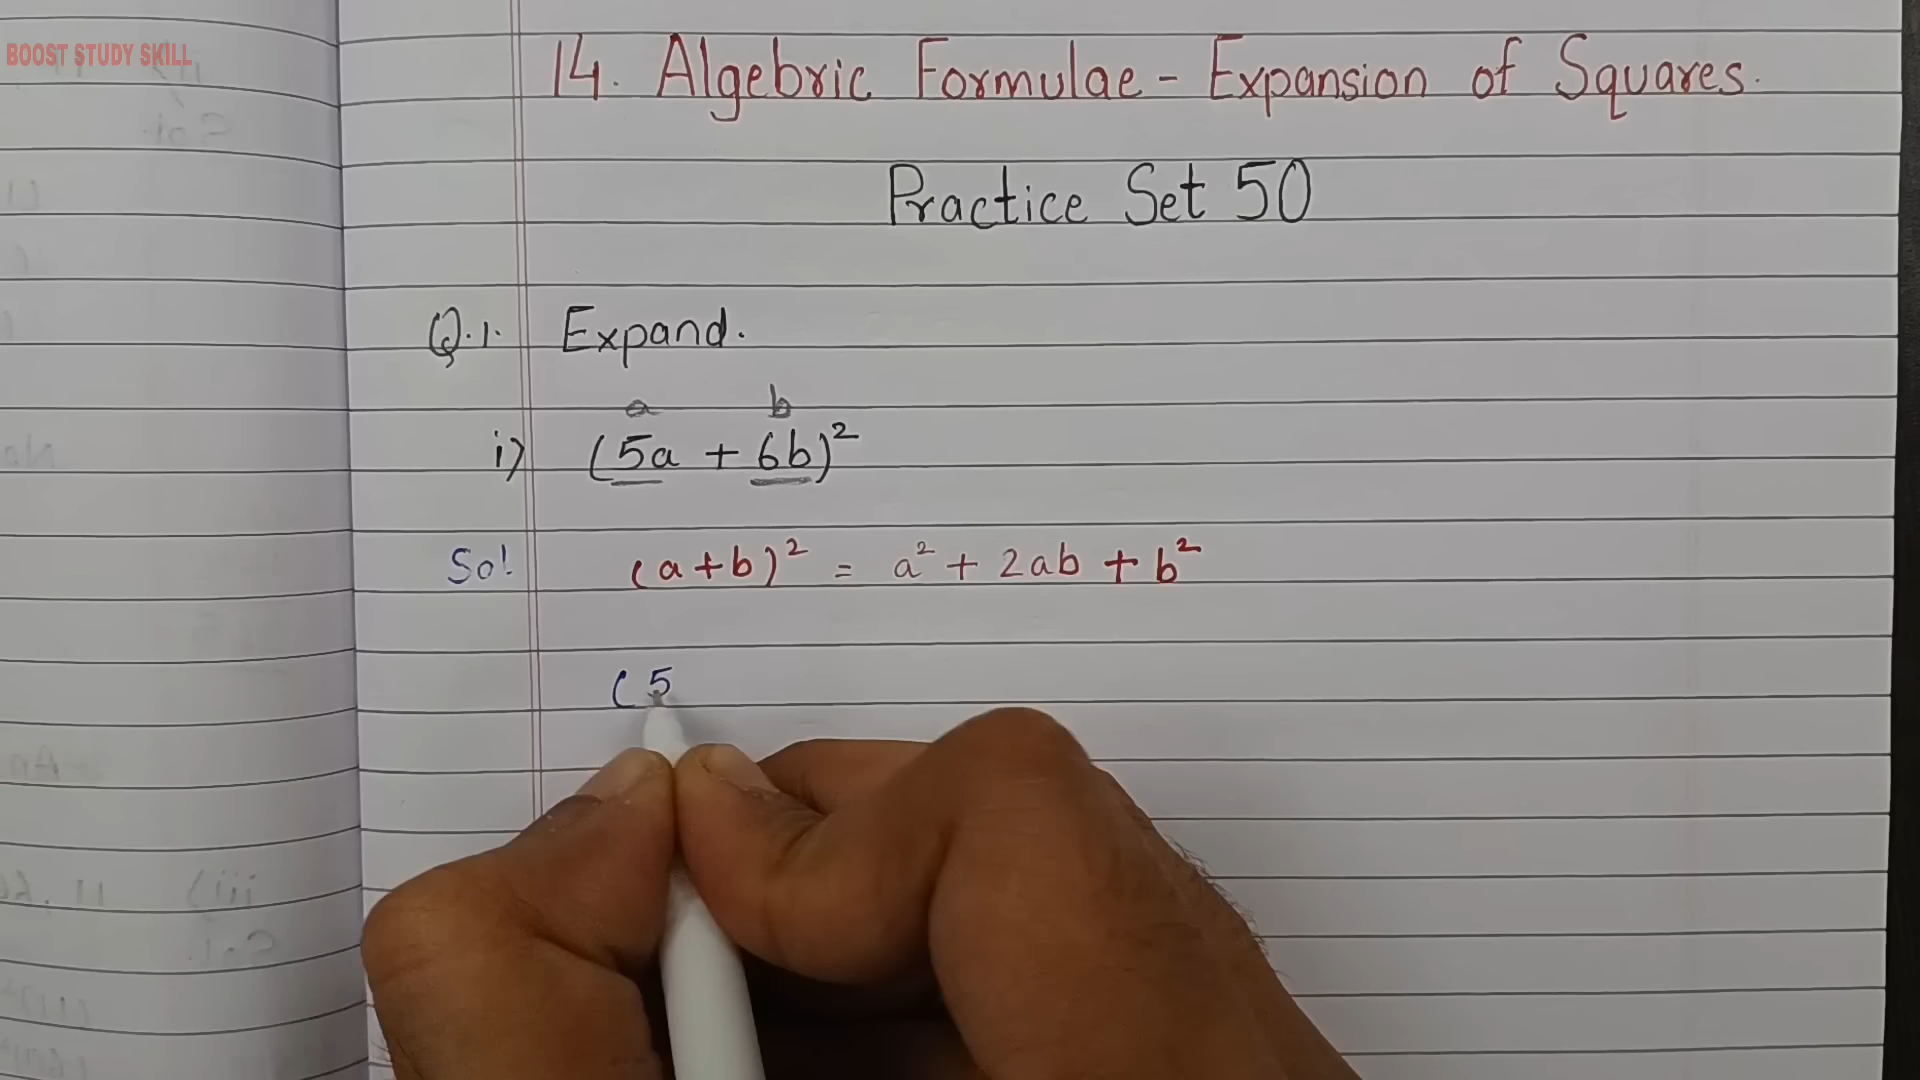 BOOST STUDY SKILL
14. Algebric Formulae - Expansion of Squares.
Practice Set 50
Q.1. Expand.
a b
i) (5a + 6b)²
Sol (a+b)² = a² + 2ab + b²
(5